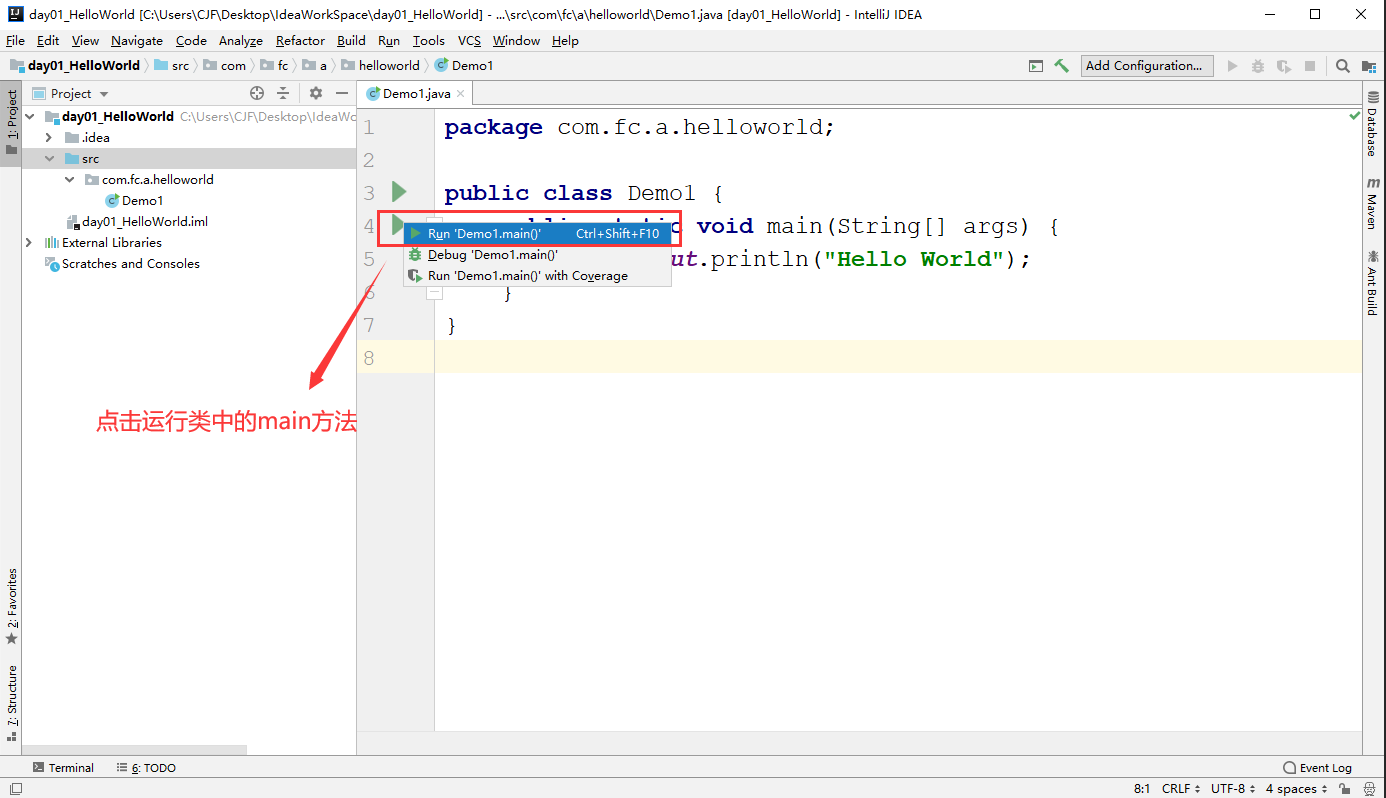 day01_HelloWorld [C:\Users\CJF\Desktop\IdeaWorkSpace\day01_HelloWorld] - ...\src\com\fc\a\helloworld\Demo1.java [day01_HelloWorld] - IntelliJ IDEA
File Edit View Navigate Code Analyze Refactor Build Run Tools VCS Window Help
day01_HelloWorld src com fc a helloworld Demo1 Add Configuration...
1: Project
Project
Demo1.java
day01_HelloWorld C:\Users\CJF\Desktop\IdeaWo
.idea
src
com.fc.a.helloworld
Demo1
day01_HelloWorld.iml
External Libraries
Scratches and Consoles
1 package com.fc.a.helloworld;
2
3 public class Demo1 {
4 void main(String[] args) {
Run 'Demo1.main()' Ctrl+Shift+F10
5 ut.println("Hello World");
Debug 'Demo1.main()'
Run 'Demo1.main()' with Coverage
6 }
7 }
8
点击运行类中的main方法
Database
Maven
Ant Build
2: Favorites
7: Structure
Terminal 6: TODO Event Log
8:1 CRLF UTF-8 4 spaces